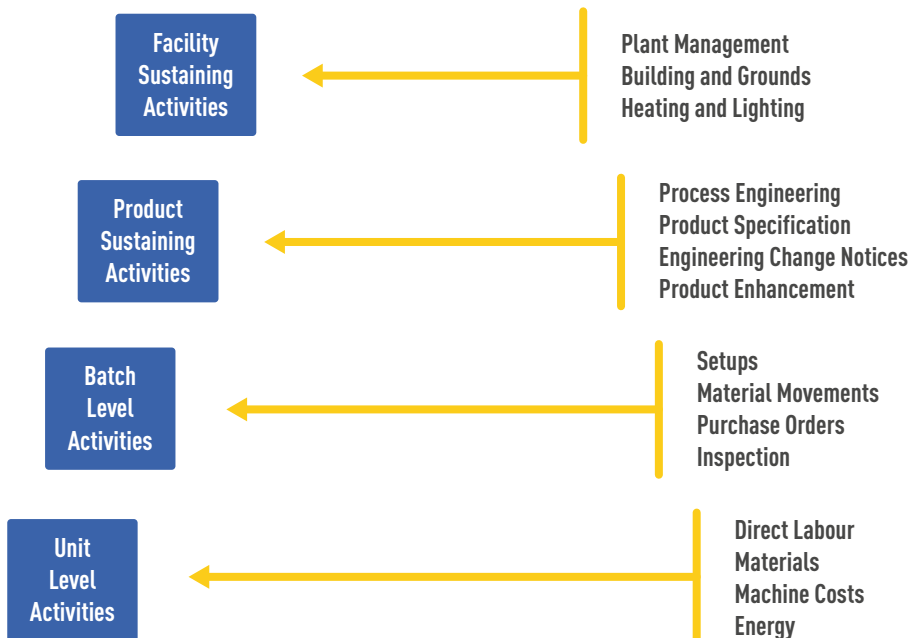 Facility
Sustaining
Activities
Plant Management
Building and Grounds
Heating and Lighting
Product
Sustaining
Activities
Process Engineering
Product Specification
Engineering Change Notices
Product Enhancement
Batch
Level
Activities
Setups
Material Movements
Purchase Orders
Inspection
Unit
Level
Activities
Direct Labour
Materials
Machine Costs
Energy